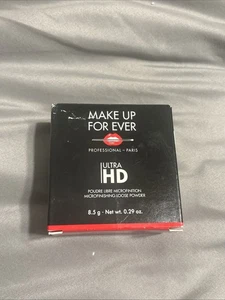 MAKE UP
FOR EVER
PROFESSIONAL - PARIS
ULTRA
HD
POUDRE LIBRE MICROFINITION
MICROFINISHING LOOSE POWDER
8.5 g - Net wt. 0.29 oz.